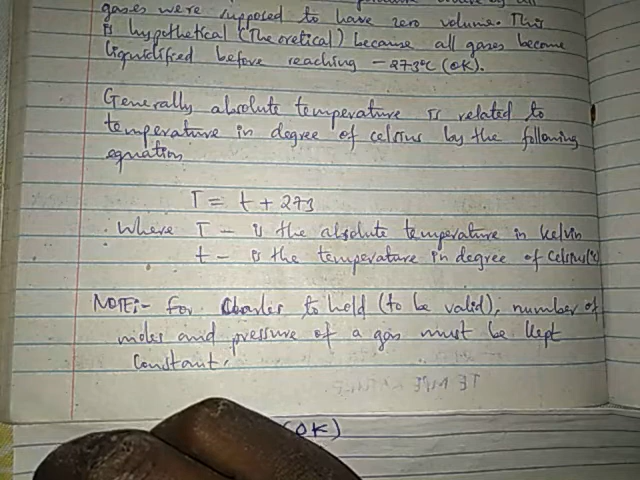 gases were supposed to have zero volume. This
is hypothetical (Theoretical) because all gases become
liquidified before reaching -273°C (0K).
Generally absolute temperature is related to
temperature in degree of celsius by the following
equation
T = t + 273
Where T - is the absolute temperature in kelvin
t - is the temperature in degree of Celsius (°C)
NOTE:- For Charles to hold (to be valid), number of
moles and pressure of a gas must be kept
Constant.
(0K)